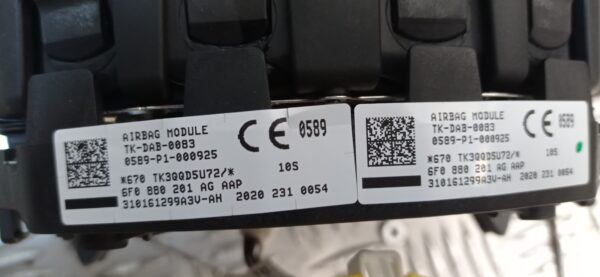 AIRBAG MODULE
TK-DAB-0083
0589-P1-000925
CE 0589
*670 TK3QQD5U72/*
10S
6F0 880 201 AG AAP
310161299A3V-AH 2020 231 0054
AIRBAG MODULE
TK-DAB-0083
0589-P1-000925
CE 0589
*670 TK3QQD5U72/*
10S
6F0 880 201 AG AAP
310161299A3V-AH 2020 231 0054